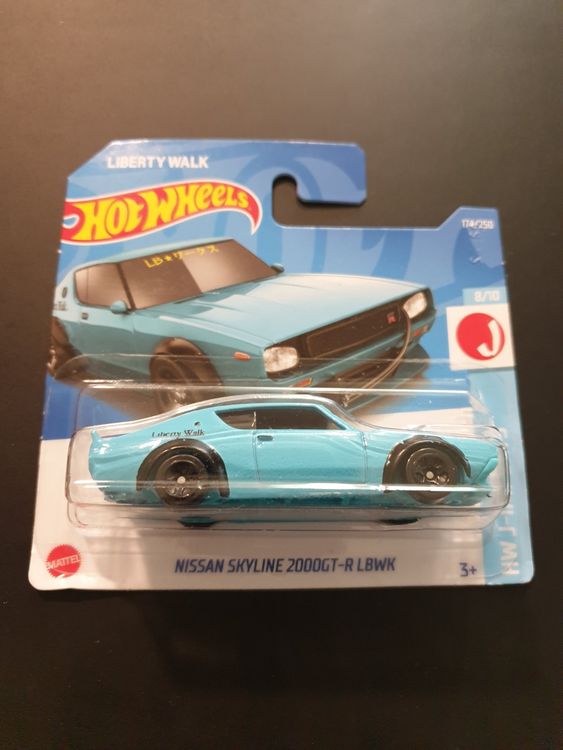 LIBERTY WALK
Hot Wheels
174/250
LB★ワークス
8/10
J
Liberty Walk
MATTEL
NISSAN SKYLINE 2000GT-R LBWK
3+
HW J-I